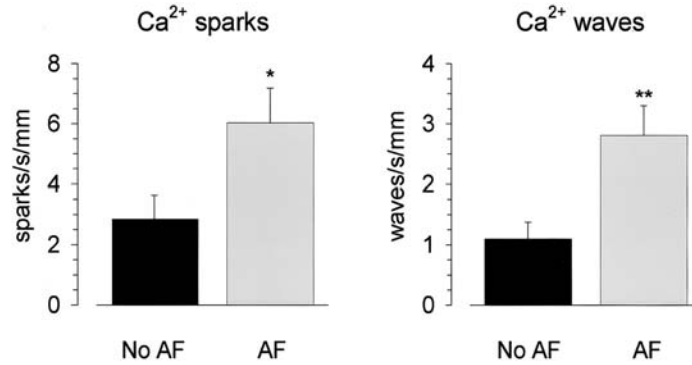 Ca²⁺ sparks
8
6
4
2
0
sparks/s/mm
*
No AF
AF
Ca²⁺ waves
4
3
2
1
0
waves/s/mm
**
No AF
AF